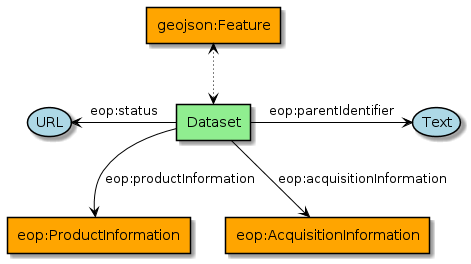 geojson:Feature
eop:status
eop:parentIdentifier
URL
Dataset
Text
eop:productInformation
eop:acquisitionInformation
eop:ProductInformation
eop:AcquisitionInformation